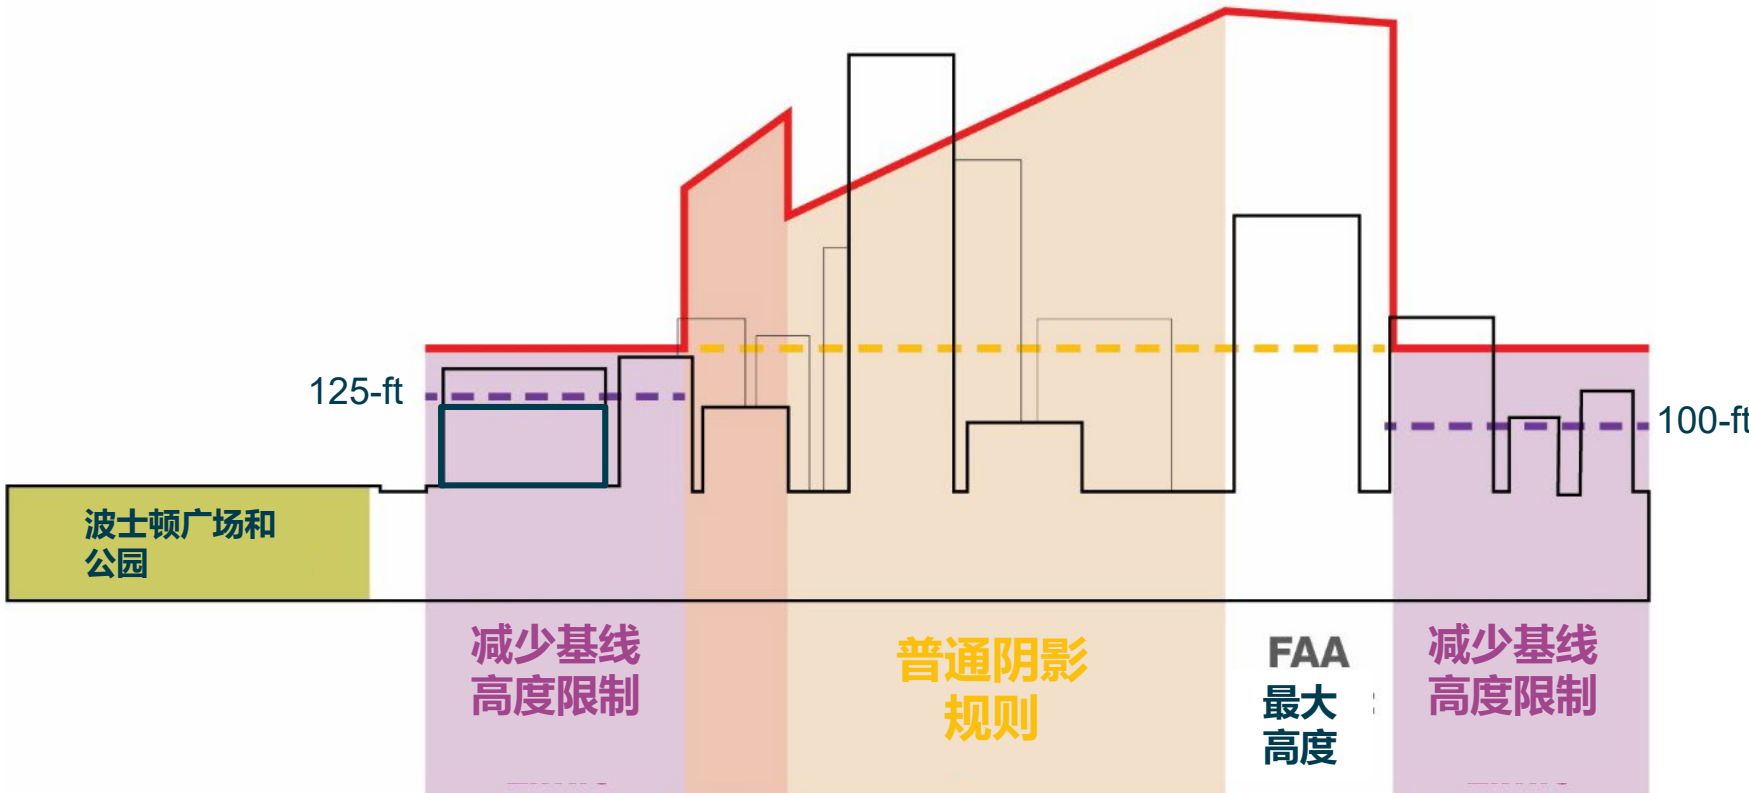 125-ft
100-ft
波士顿广场和
公园
减少基线
高度限制
普通阴影
规则
FAA
最大
高度
减少基线
高度限制